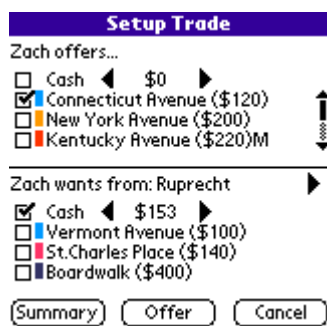 Setup Trade
Zach offers...
Cash $0
Connecticut Avenue ($120)
New York Avenue ($200)
Kentucky Avenue ($220)M
Zach wants from: Ruprecht
Cash $153
Vermont Avenue ($100)
St.Charles Place ($140)
Boardwalk ($400)
Summary Offer Cancel